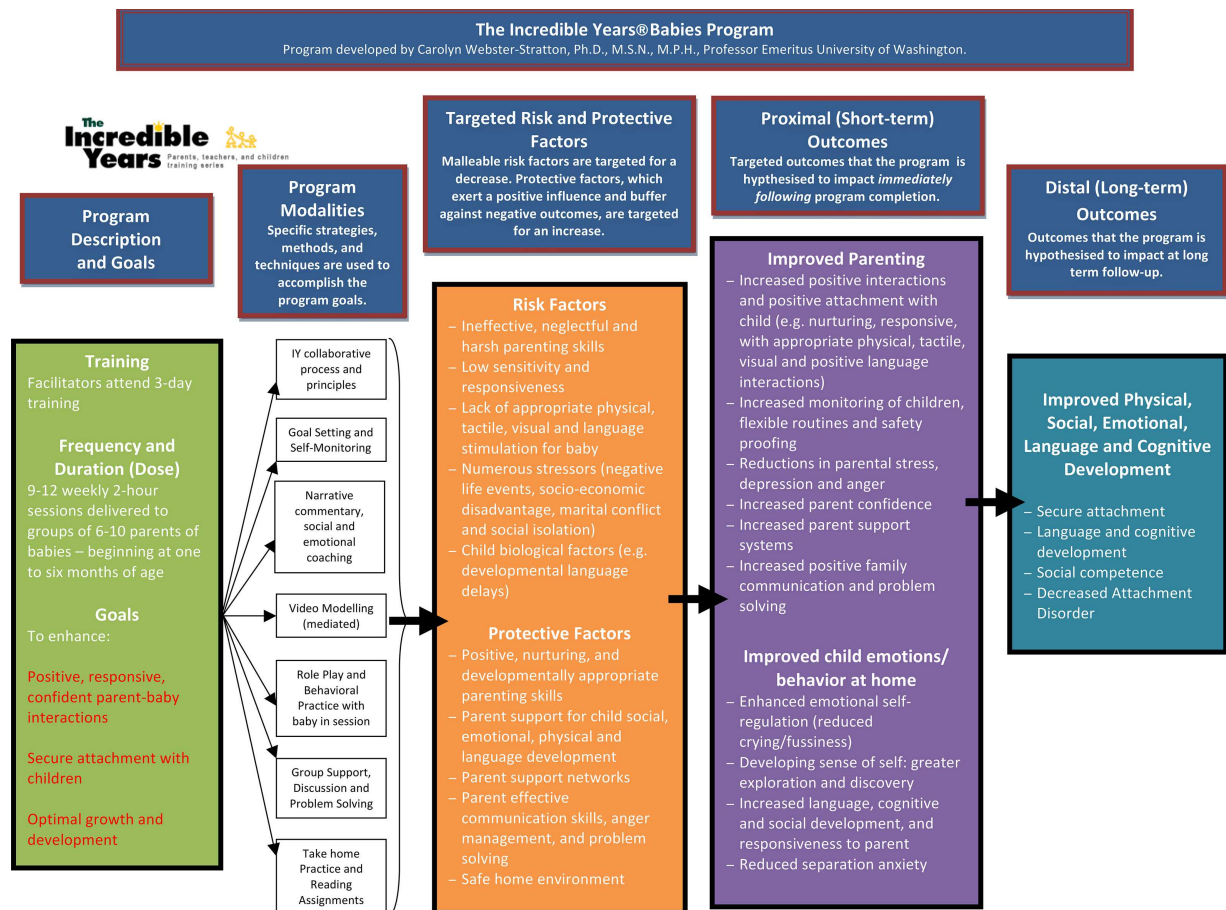 The Incredible Years®Babies Program
Program developed by Carolyn Webster-Stratton, Ph.D., M.S.N., M.P.H., Professor Emeritus University of Washington.
The
Incredible
Years
Parents, teachers, and children
training series
Program
Description
and Goals
Training
Facilitators attend 3-day
training
Frequency and
Duration (Dose)
9-12 weekly 2-hour
sessions delivered to
groups of 6-10 parents of
babies – beginning at one
to six months of age
Goals
To enhance:
Positive, responsive,
confident parent-baby
interactions
Secure attachment with
children
Optimal growth and
development
Program
Modalities
Specific strategies,
methods, and
techniques are used to
accomplish the
program goals.
IY collaborative
process and
principles
Goal Setting and
Self-Monitoring
Narrative
commentary,
social and
emotional
coaching
Video Modelling
(mediated)
Role Play and
Behavioral
Practice with
baby in session
Group Support,
Discussion and
Problem Solving
Take home
Practice and
Reading
Assignments
Targeted Risk and Protective
Factors
Malleable risk factors are targeted for a
decrease. Protective factors, which
exert a positive influence and buffer
against negative outcomes, are targeted
for an increase.
Risk Factors
– Ineffective, neglectful and
harsh parenting skills
– Low sensitivity and
responsiveness
– Lack of appropriate physical,
tactile, visual and language
stimulation for baby
– Numerous stressors (negative
life events, socio-economic
disadvantage, marital conflict
and social isolation)
– Child biological factors (e.g.
developmental language
delays)
Protective Factors
– Positive, nurturing, and
developmentally appropriate
parenting skills
– Parent support for child social,
emotional, physical and
language development
– Parent support networks
– Parent effective
communication skills, anger
management, and problem
solving
– Safe home environment
Proximal (Short-term)
Outcomes
Targeted outcomes that the program is
hypthesised to impact immediately
following program completion.
Improved Parenting
– Increased positive interactions
and positive attachment with
child (e.g. nurturing, responsive,
with appropriate physical, tactile,
visual and positive language
interactions)
– Increased monitoring of children,
flexible routines and safety
proofing
– Reductions in parental stress,
depression and anger
– Increased parent confidence
– Increased parent support
systems
– Increased positive family
communication and problem
solving
Improved child emotions/
behavior at home
– Enhanced emotional self-
regulation (reduced
crying/fussiness)
– Developing sense of self: greater
exploration and discovery
– Increased language, cognitive
and social development, and
responsiveness to parent
– Reduced separation anxiety
Distal (Long-term)
Outcomes
Outcomes that the program is
hypothesised to impact at long
term follow-up.
Improved Physical,
Social, Emotional,
Language and Cognitive
Development
– Secure attachment
– Language and cognitive
development
– Social competence
– Decreased Attachment
Disorder